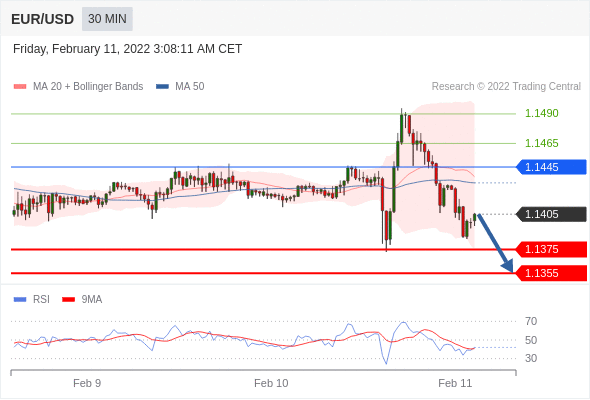 EUR/USD 30 MIN
Friday, February 11, 2022 3:08:11 AM CET
MA 20 + Bollinger Bands MA 50 Research © 2022 Trading Central
1.1490
1.1465
1.1445
1.1405
1.1375
1.1355
RSI 9MA
70
50
30
Feb 9 Feb 10 Feb 11